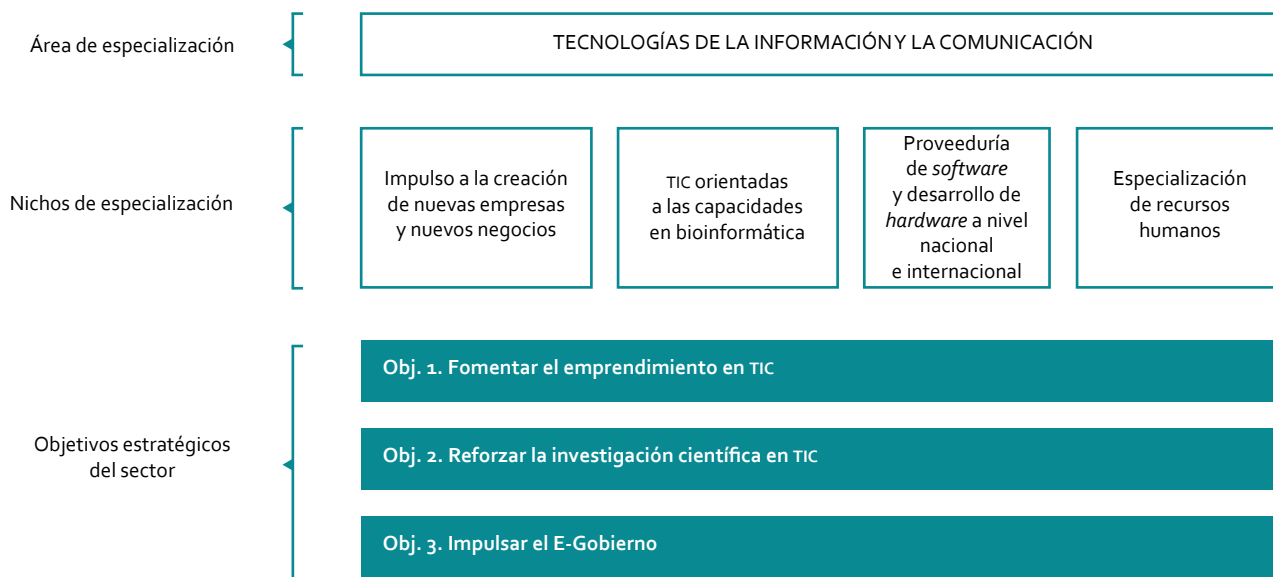 Área de especialización
TECNOLOGÍAS DE LA INFORMACIÓN Y LA COMUNICACIÓN
Nichos de especialización
Impulso a la creación
de nuevas empresas
y nuevos negocios
TIC orientadas
a las capacidades
en bioinformática
Proveeduría
de software
y desarrollo de
hardware a nivel
nacional
e internacional
Especialización
de recursos
humanos
Objetivos estratégicos
del sector
Obj. 1. Fomentar el emprendimiento en TIC
Obj. 2. Reforzar la investigación científica en TIC
Obj. 3. Impulsar el E-Gobierno